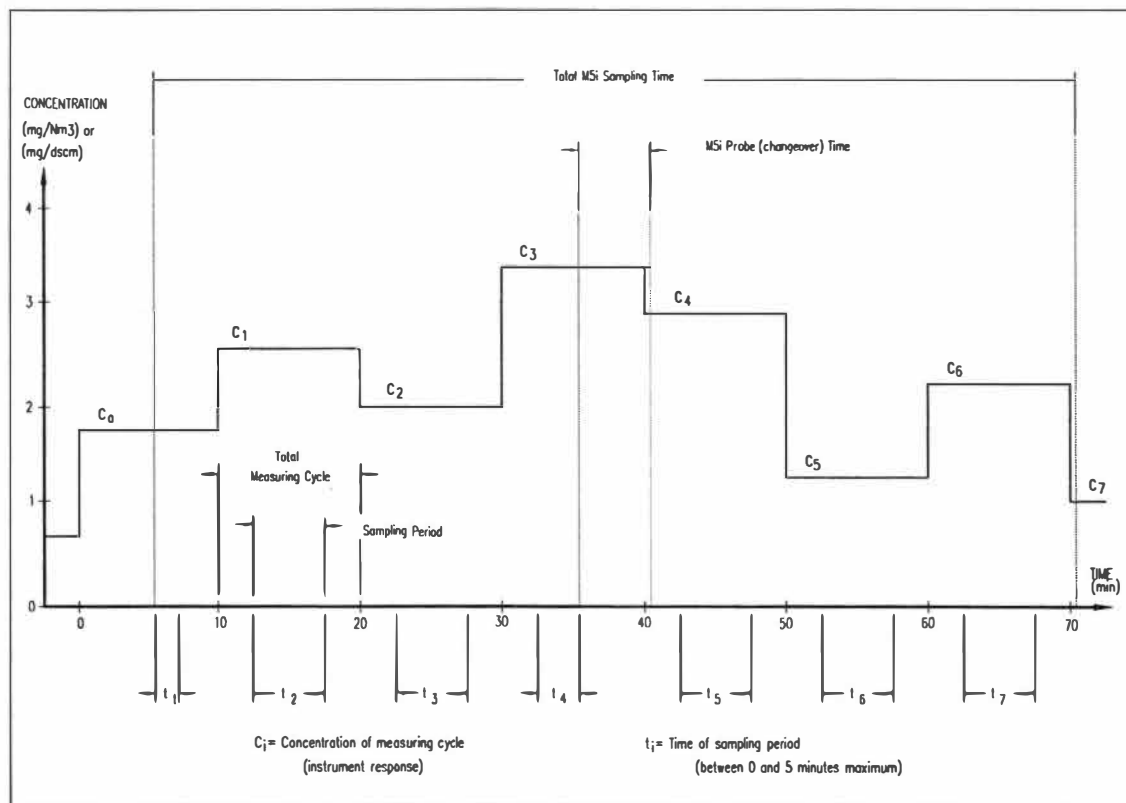 Total M5i Sampling Time
CONCENTRATION
(mg/Nm3) or
(mg/dscm)
M5i Probe (changeover) Time
4
C3
3
C4
C1
C2
C6
2
Co
Total
Measuring Cycle
C5
C7
1
Sampling Period
TIME
(min)
0
0 10 20 30 40 50 60 70
t1 t2 t3 t4 t5 t6 t7
Ci= Concentration of measuring cycle
(instrument response)
ti= Time of sampling period
(between 0 and 5 minutes maximum)